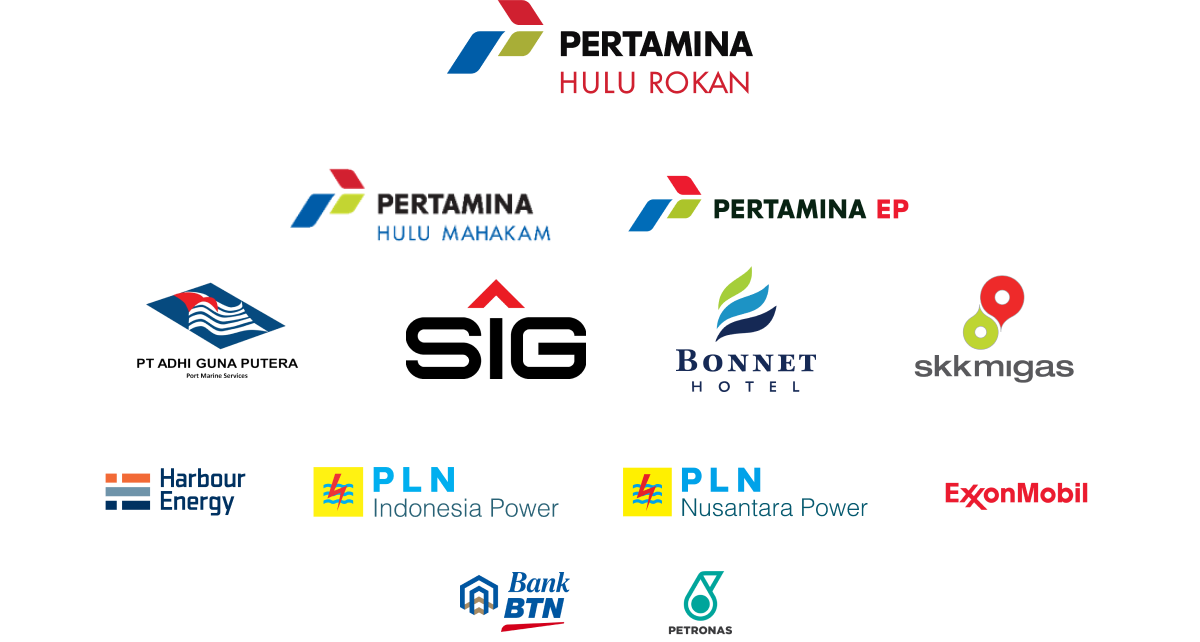 PERTAMINA
HULU ROKAN
PERTAMINA
HULU MAHAKAM
PERTAMINA EP
PT ADHI GUNA PUTERA
Port Marine Services
SIG
BONNET
HOTEL
skkmigas
Harbour
Energy
PLN
Indonesia Power
PLN
Nusantara Power
ExxonMobil
Bank
BTN
PETRONAS